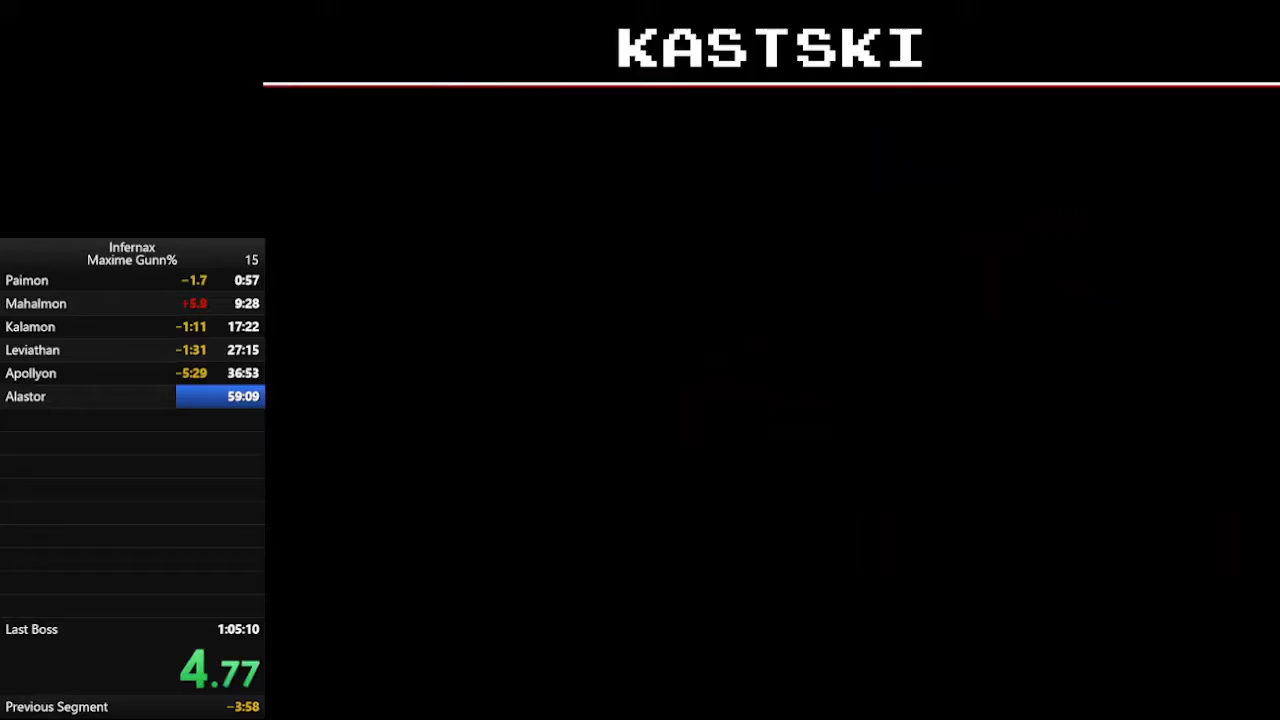 KASTSKI
Infernax
Maxime Gunn% 15
Paimon −1.7 0:57
Mahalmon +5.9 9:28
Kalamon −1:11 17:22
Leviathan −1:31 27:15
Apollyon −5:29 36:53
Alastor 59:09
Last Boss 1:05:10
4.77
Previous Segment −3:58